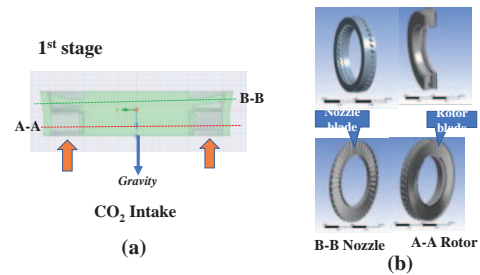 1st stage
B-B
A-A
Gravity
CO2 Intake
(a)
Nozzle
blade
Rotor
blade
B-B Nozzle
A-A Rotor
(b)